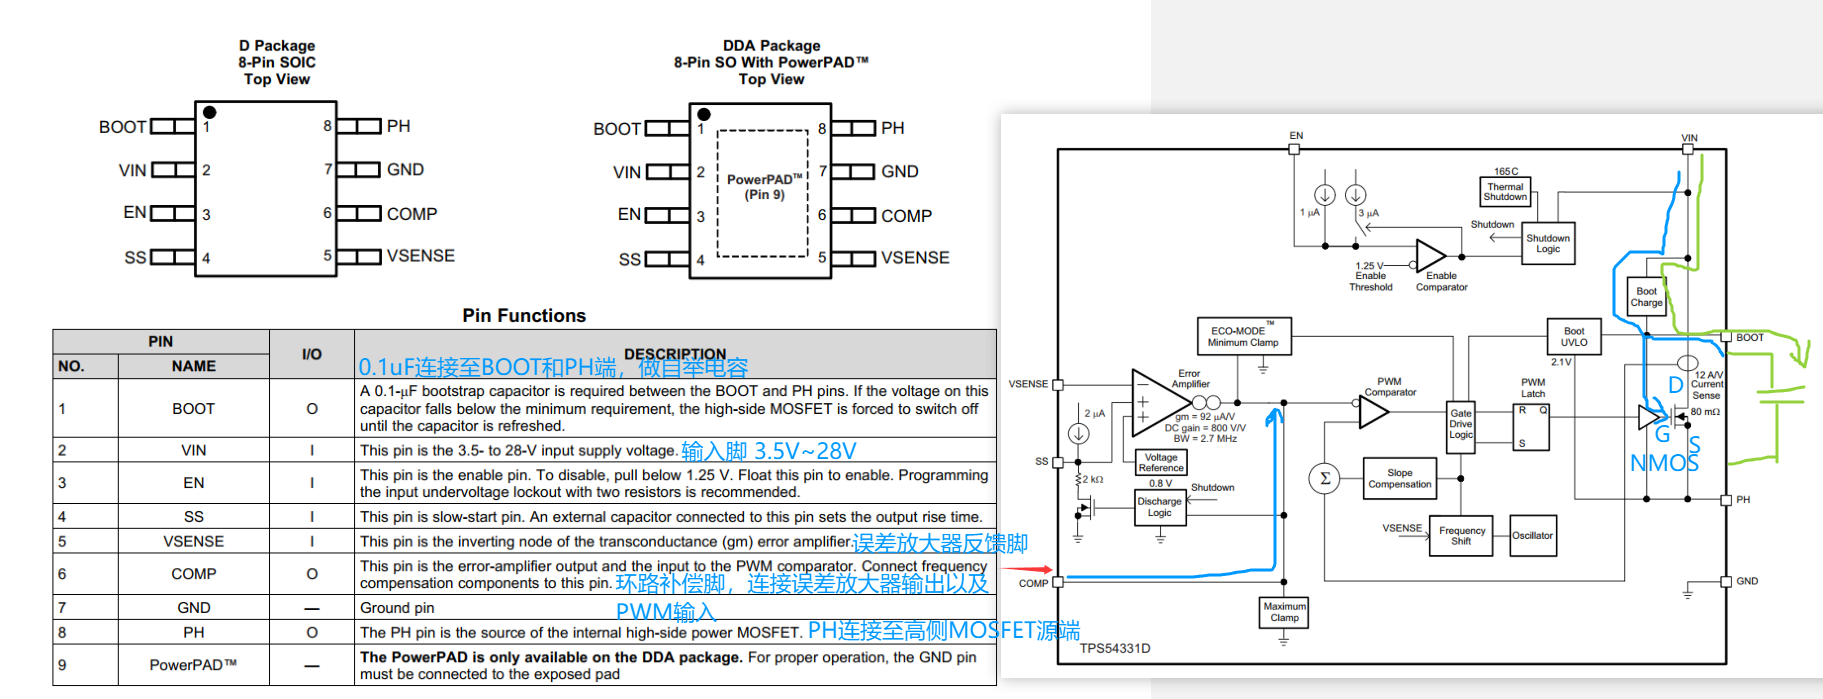 D Package
8-Pin SOIC
Top View
BOOT 1 8 PH
VIN 2 7 GND
EN 3 6 COMP
SS 4 5 VSENSE
DDA Package
8-Pin SO With PowerPAD™
Top View
BOOT 1 8 PH
VIN 2 7 GND
PowerPAD™
(Pin 9)
EN 3 6 COMP
SS 4 5 VSENSE
Pin Functions
PIN I/O DESCRIPTION
NO. NAME
0.1uF连接至BOOT和PH端，做自举电容
1 BOOT O A 0.1-μF bootstrap capacitor is required between the BOOT and PH pins. If the voltage on this
capacitor falls below the minimum requirement, the high-side MOSFET is forced to switch off
until the capacitor is refreshed.
2 VIN I This pin is the 3.5- to 28-V input supply voltage. 输入脚 3.5V~28V
3 EN I This pin is the enable pin. To disable, pull below 1.25 V. Float this pin to enable. Programming
the input undervoltage lockout with two resistors is recommended.
4 SS I This pin is slow-start pin. An external capacitor connected to this pin sets the output rise time.
5 VSENSE I This pin is the inverting node of the transconductance (gm) error amplifier. 误差放大器反馈脚
6 COMP O This pin is the error-amplifier output and the input to the PWM comparator. Connect frequency
compensation components to this pin. 环路补偿脚，连接误差放大器输出以及
PWM输入
7 GND — Ground pin
8 PH O The PH pin is the source of the internal high-side power MOSFET. PH连接至高侧MOSFET源端
9 PowerPAD™ — The PowerPAD is only available on the DDA package. For proper operation, the GND pin
must be connected to the exposed pad
EN
VIN
165 C
Thermal
Shutdown
1 μA
3 μA
Shutdown
Shutdown
Logic
1.25 V
Enable
Threshold
Enable
Comparator
Boot
Charge
ECO-MODE™
Minimum Clamp
Boot
UVLO
2.1V
BOOT
VSENSE
Error
Amplifier
PWM
Comparator
PWM
Latch
12 A/V
Current
Sense
D
80 mΩ
gm = 92 μA/V
DC gain = 800 V/V
BW = 2.7 MHz
2 μA
Gate
Drive
Logic
R Q
S
G
S
NMOS
SS
Voltage
Reference
0.8 V
2 kΩ
Shutdown
Discharge
Logic
Σ
Slope
Compensation
PH
VSENSE
Frequency
Shift
Oscillator
COMP
GND
Maximum
Clamp
TPS54331D